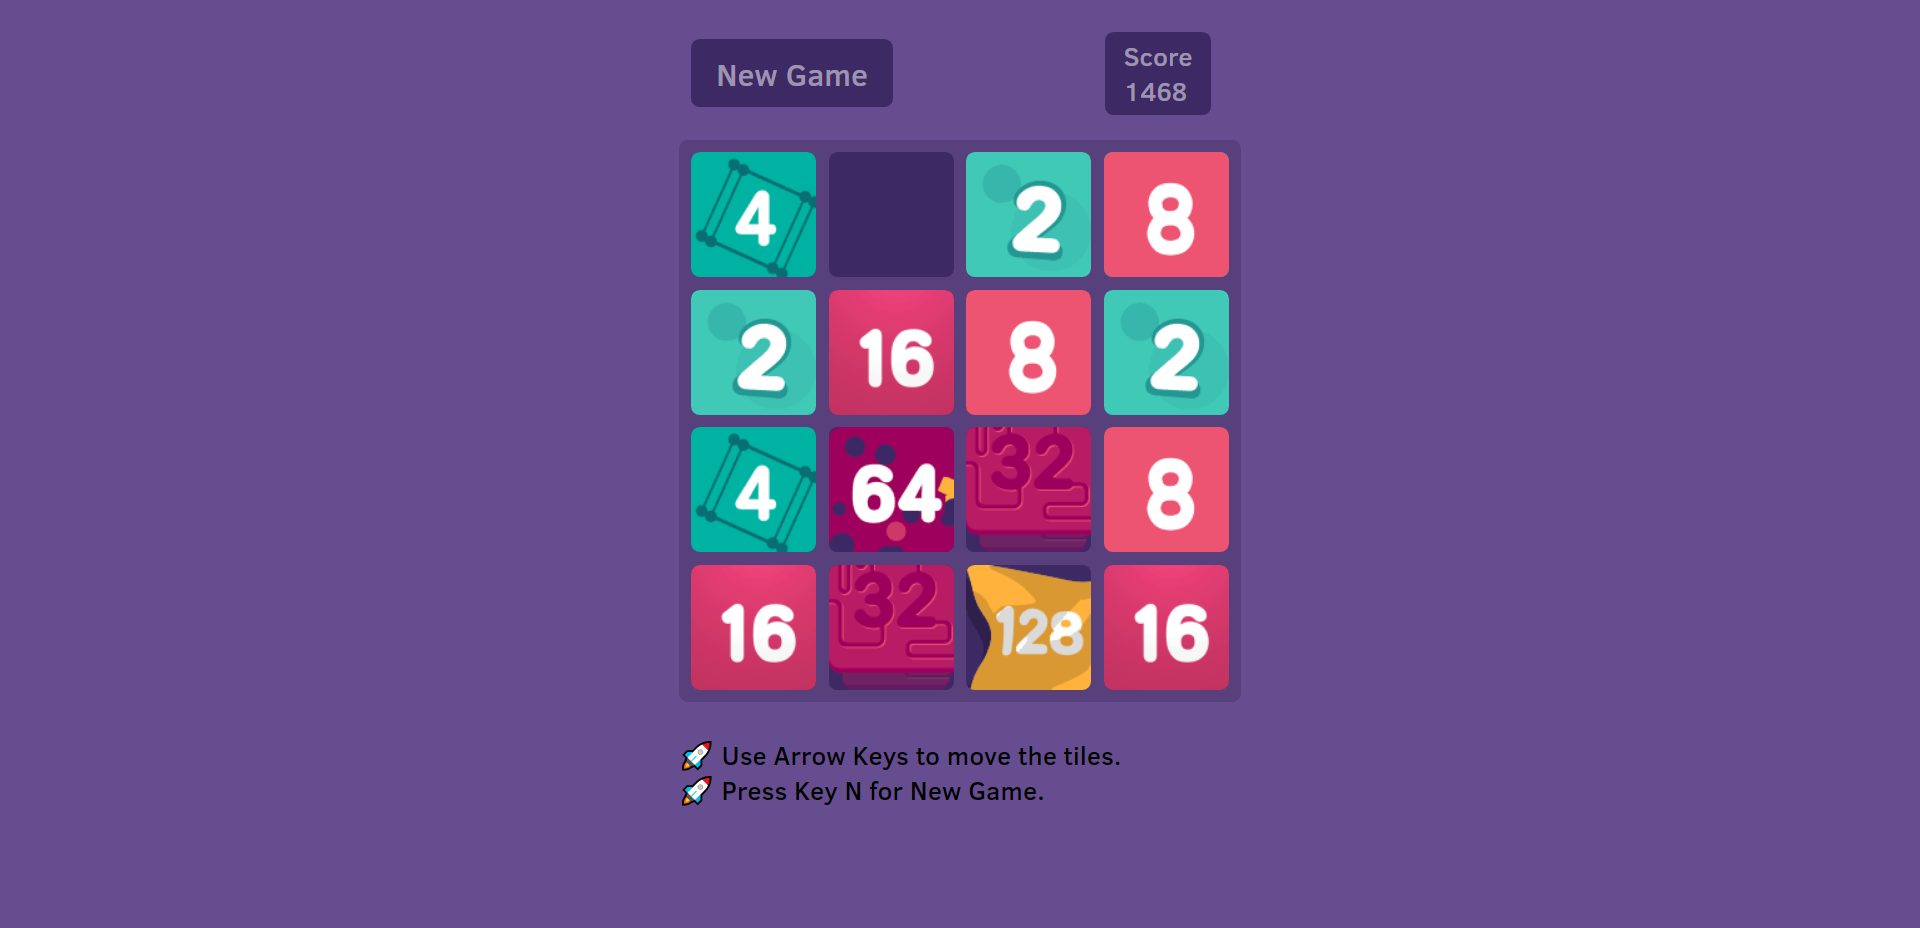 New Game
Score
1468
4 2 8
2 16 8 2
4 64 32 8
16 32 128 16
🚀 Use Arrow Keys to move the tiles.
🚀 Press Key N for New Game.